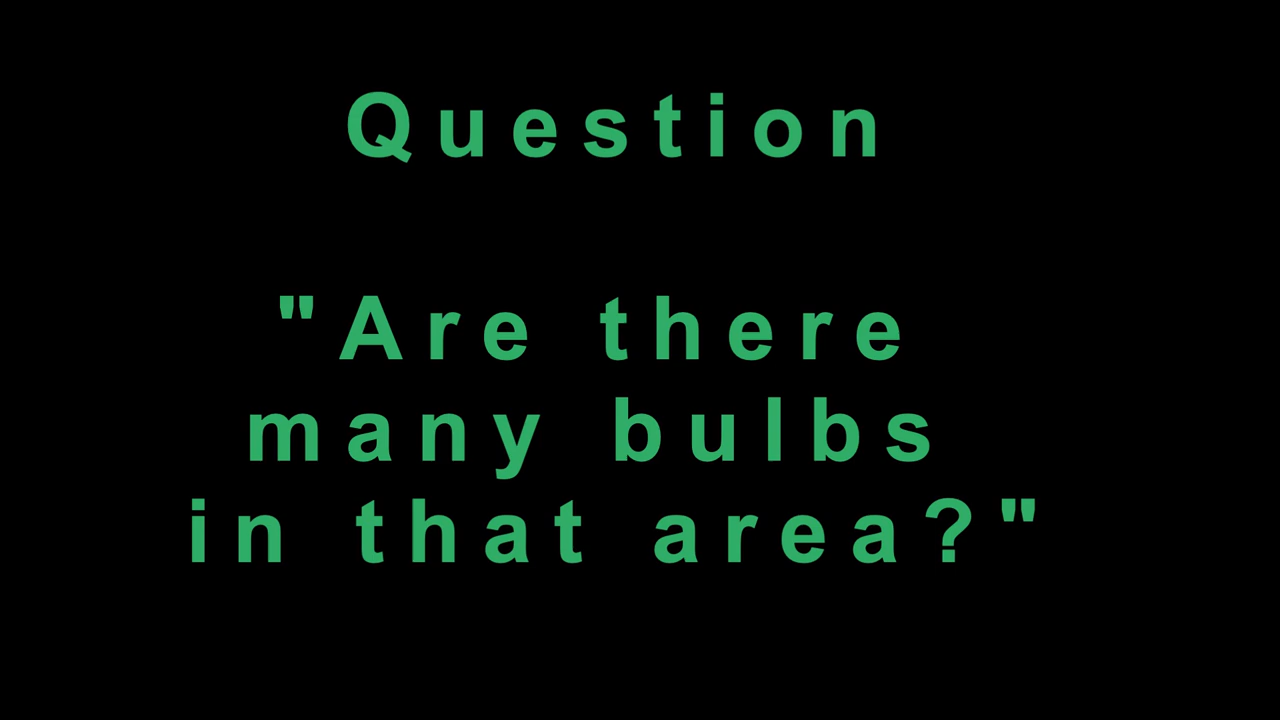 Question
"Are there
many bulbs
in that area?"